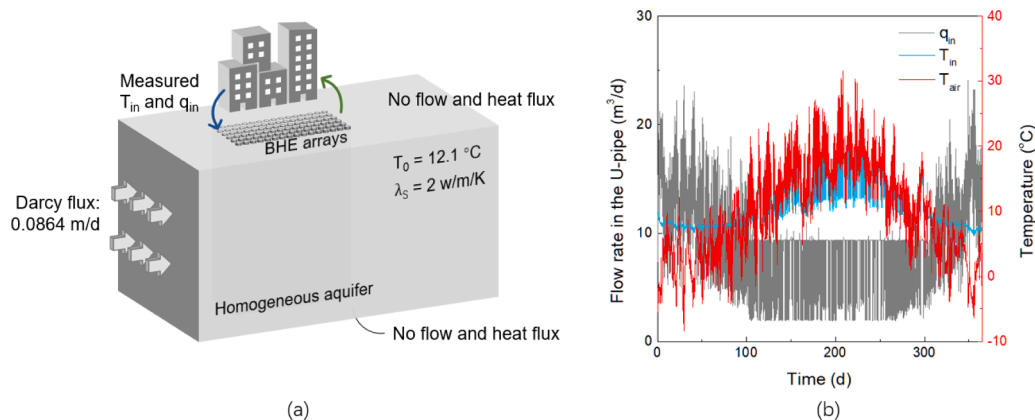 Measured
T_in and q_in
No flow and heat flux
BHE arrays
T_0 = 12.1 °C
λ_S = 2 w/m/K
Darcy flux:
0.0864 m/d
Homogeneous aquifer
No flow and heat flux
(a)
30
20
10
0
Flow rate in the U-pipe (m³/d)
q_in
T_in
T_air
40
30
20
10
0
-10
Temperature (°C)
0
100
200
300
Time (d)
(b)